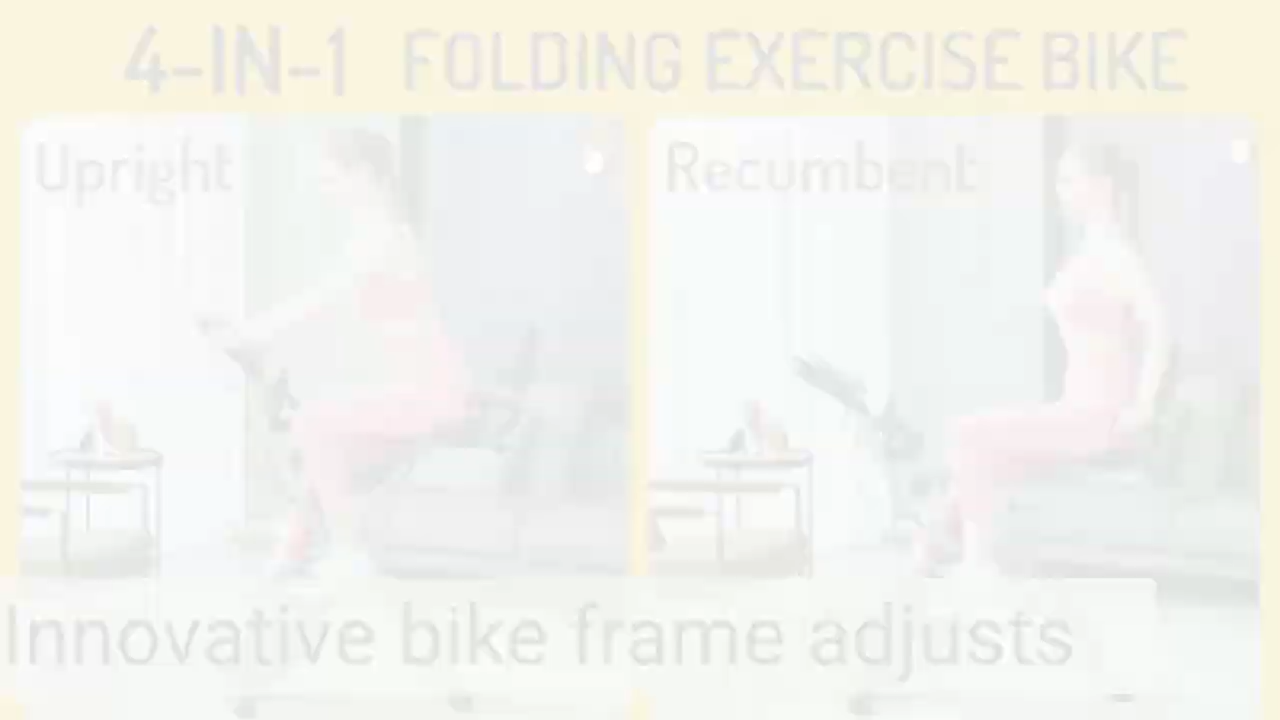 4-IN-1 FOLDING EXERCISE BIKE
Upright
Recumbent
Innovative bike frame adjusts